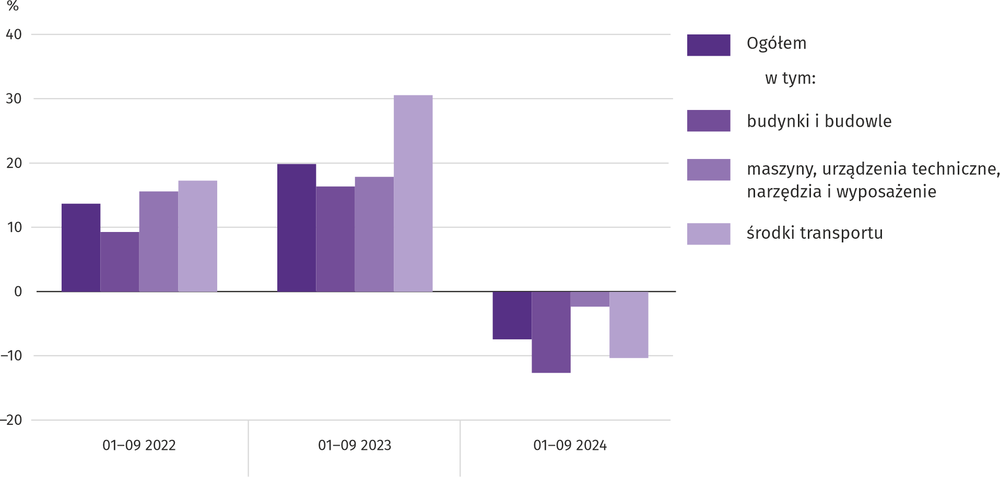 %
40
30
20
10
0
–10
–20
01–09 2022
01–09 2023
01–09 2024
Ogółem
w tym:
budynki i budowle
maszyny, urządzenia techniczne,
narzędzia i wyposażenie
środki transportu